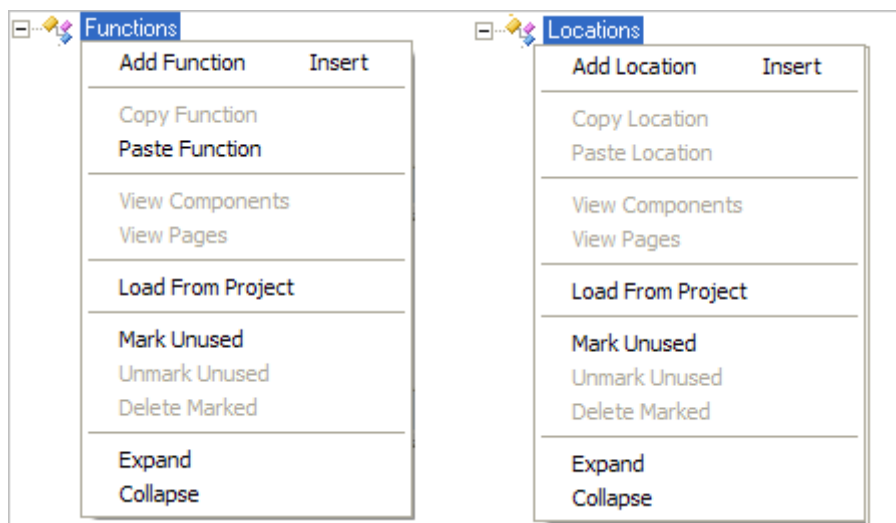 Functions
Add Function Insert
Copy Function
Paste Function
View Components
View Pages
Load From Project
Mark Unused
Unmark Unused
Delete Marked
Expand
Collapse
Locations
Add Location Insert
Copy Location
Paste Location
View Components
View Pages
Load From Project
Mark Unused
Unmark Unused
Delete Marked
Expand
Collapse